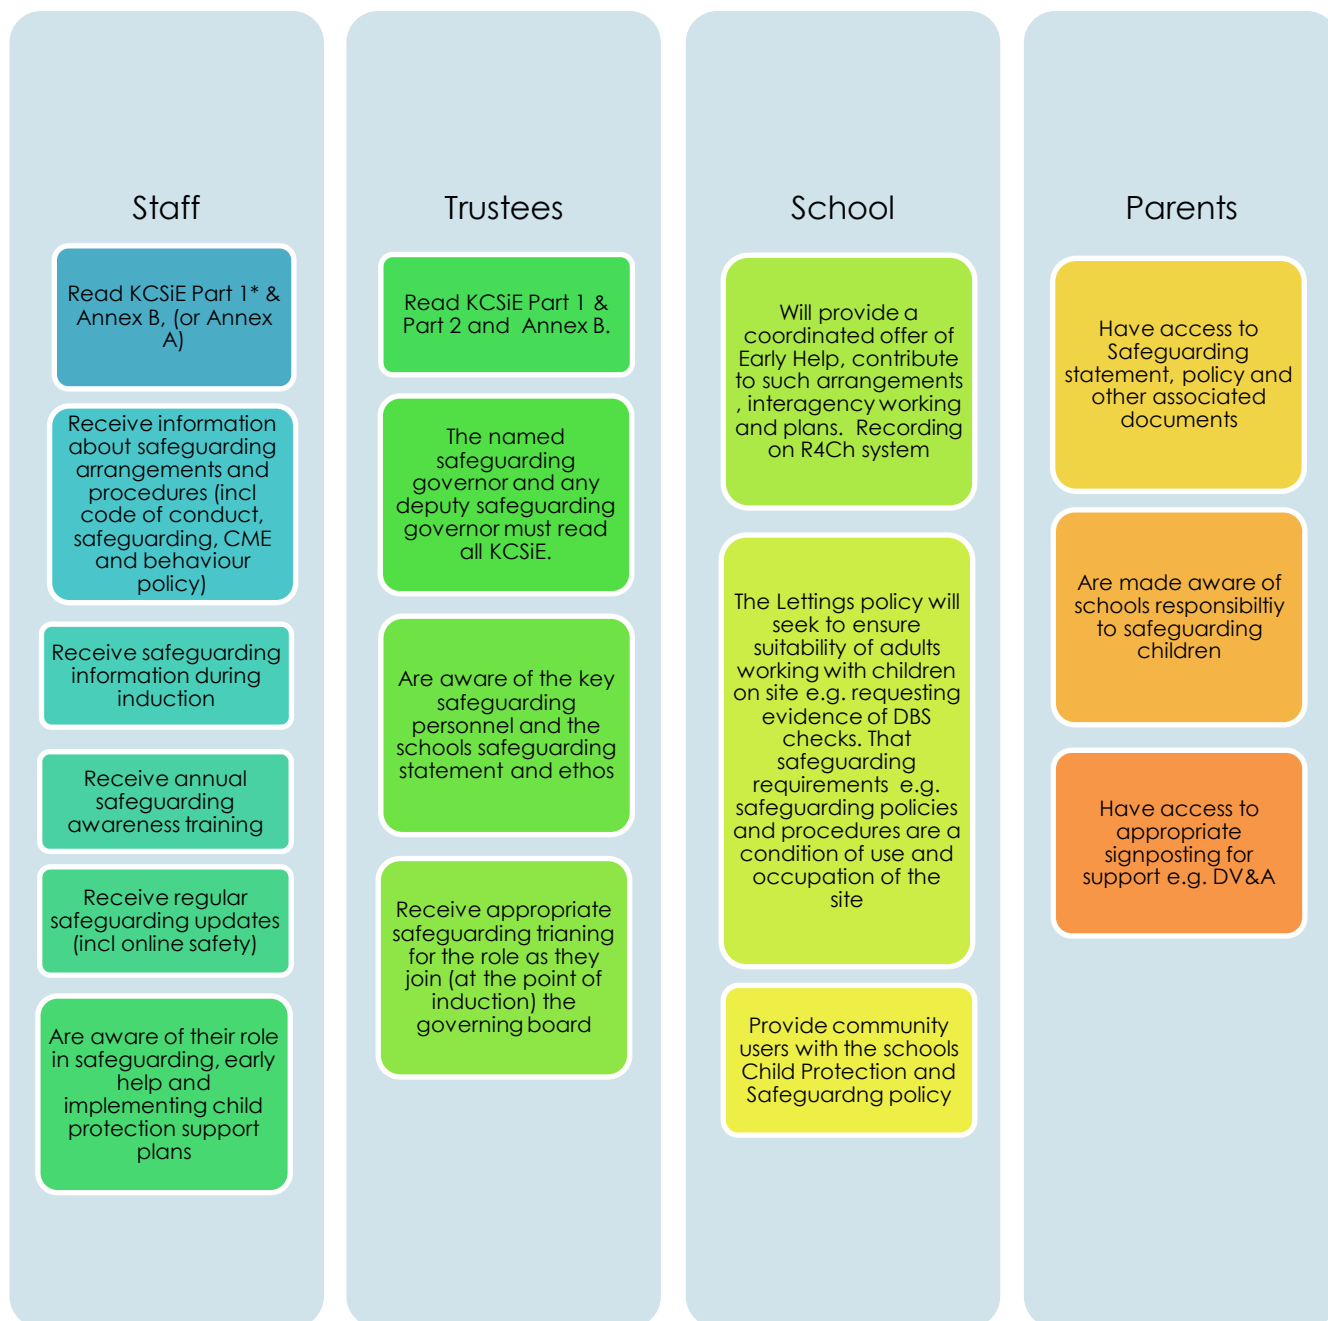 Staff
Read KCSiE Part 1* &
Annex B, (or Annex
A)
Receive information
about safeguarding
arrangements and
procedures (incl
code of conduct,
safeguarding, CME
and behaviour
policy)
Receive safeguarding
information during
induction
Receive annual
safeguarding
awareness training
Receive regular
safeguarding updates
(incl online safety)
Are aware of their role
in safeguarding, early
help and
implementing child
protection support
plans
Trustees
Read KCSiE Part 1 &
Part 2 and Annex B.
The named
safeguarding
governor and any
deputy safeguarding
governor must read
all KCSiE.
Are aware of the key
safeguarding
personnel and the
schools safeguarding
statement and ethos
Receive appropriate
safeguarding trianing
for the role as they
join (at the point of
induction) the
governing board
School
Will provide a
coordinated offer of
Early Help, contribute
to such arrangements
, interagency working
and plans. Recording
on R4Ch system
The Lettings policy will
seek to ensure
suitability of adults
working with children
on site e.g. requesting
evidence of DBS
checks. That
safeguarding
requirements e.g.
safeguarding policies
and procedures are a
condition of use and
occupation of the
site
Provide community
users with the schools
Child Protection and
Safeguardng policy
Parents
Have access to
Safeguarding
statement, policy and
other associated
documents
Are made aware of
schools responsibiltiy
to safeguarding
children
Have access to
appropriate
signposting for
support e.g. DV&A